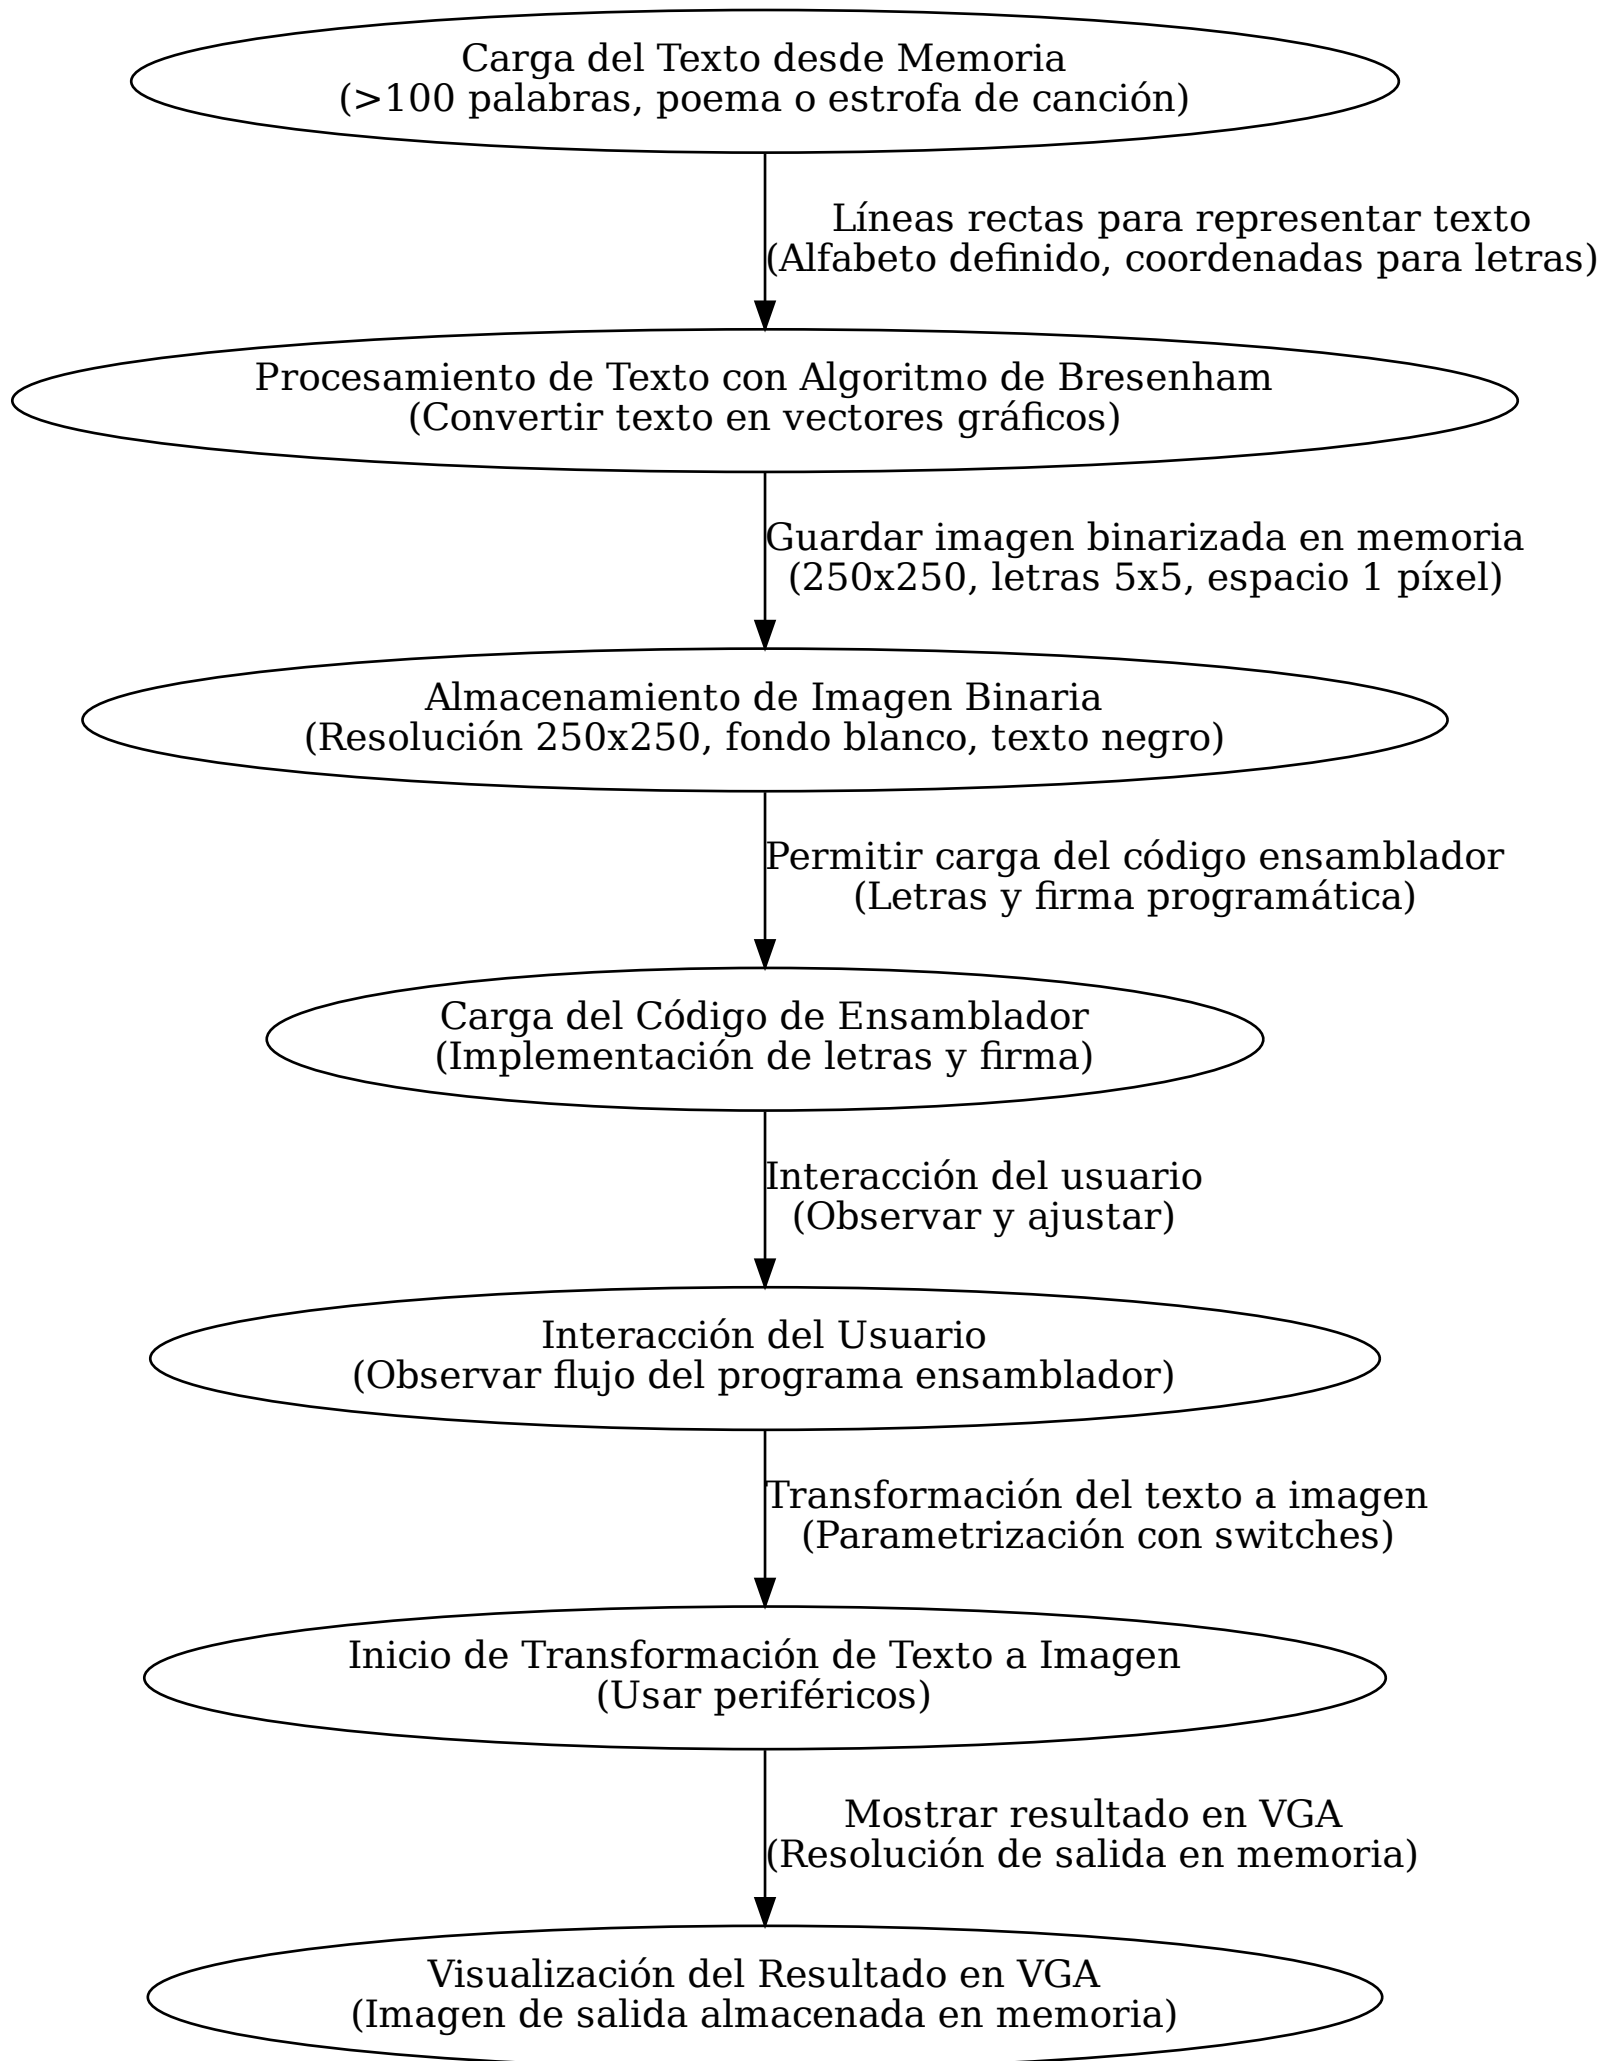 Carga del Texto desde Memoria
(>100 palabras, poema o estrofa de canción)
Líneas rectas para representar texto
(Alfabeto definido, coordenadas para letras)
Procesamiento de Texto con Algoritmo de Bresenham
(Convertir texto en vectores gráficos)
Guardar imagen binarizada en memoria
(250x250, letras 5x5, espacio 1 píxel)
Almacenamiento de Imagen Binaria
(Resolución 250x250, fondo blanco, texto negro)
Permitir carga del código ensamblador
(Letras y firma programática)
Carga del Código de Ensamblador
(Implementación de letras y firma)
Interacción del usuario
(Observar y ajustar)
Interacción del Usuario
(Observar flujo del programa ensamblador)
Transformación del texto a imagen
(Parametrización con switches)
Inicio de Transformación de Texto a Imagen
(Usar periféricos)
Mostrar resultado en VGA
(Resolución de salida en memoria)
Visualización del Resultado en VGA
(Imagen de salida almacenada en memoria)